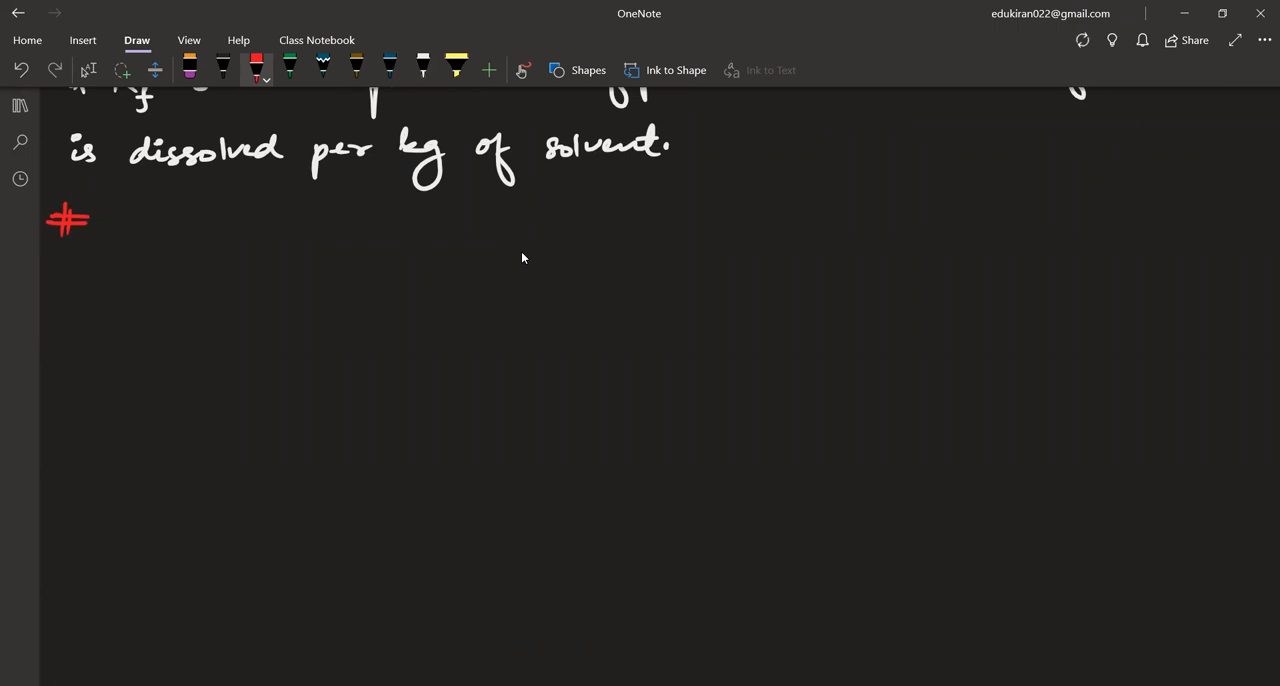 OneNote
edukiran022@gmail.com
Home Insert Draw View Help Class Notebook
Share
Shapes Ink to Shape Ink to Text
is dissolved per kg of solvent.
#